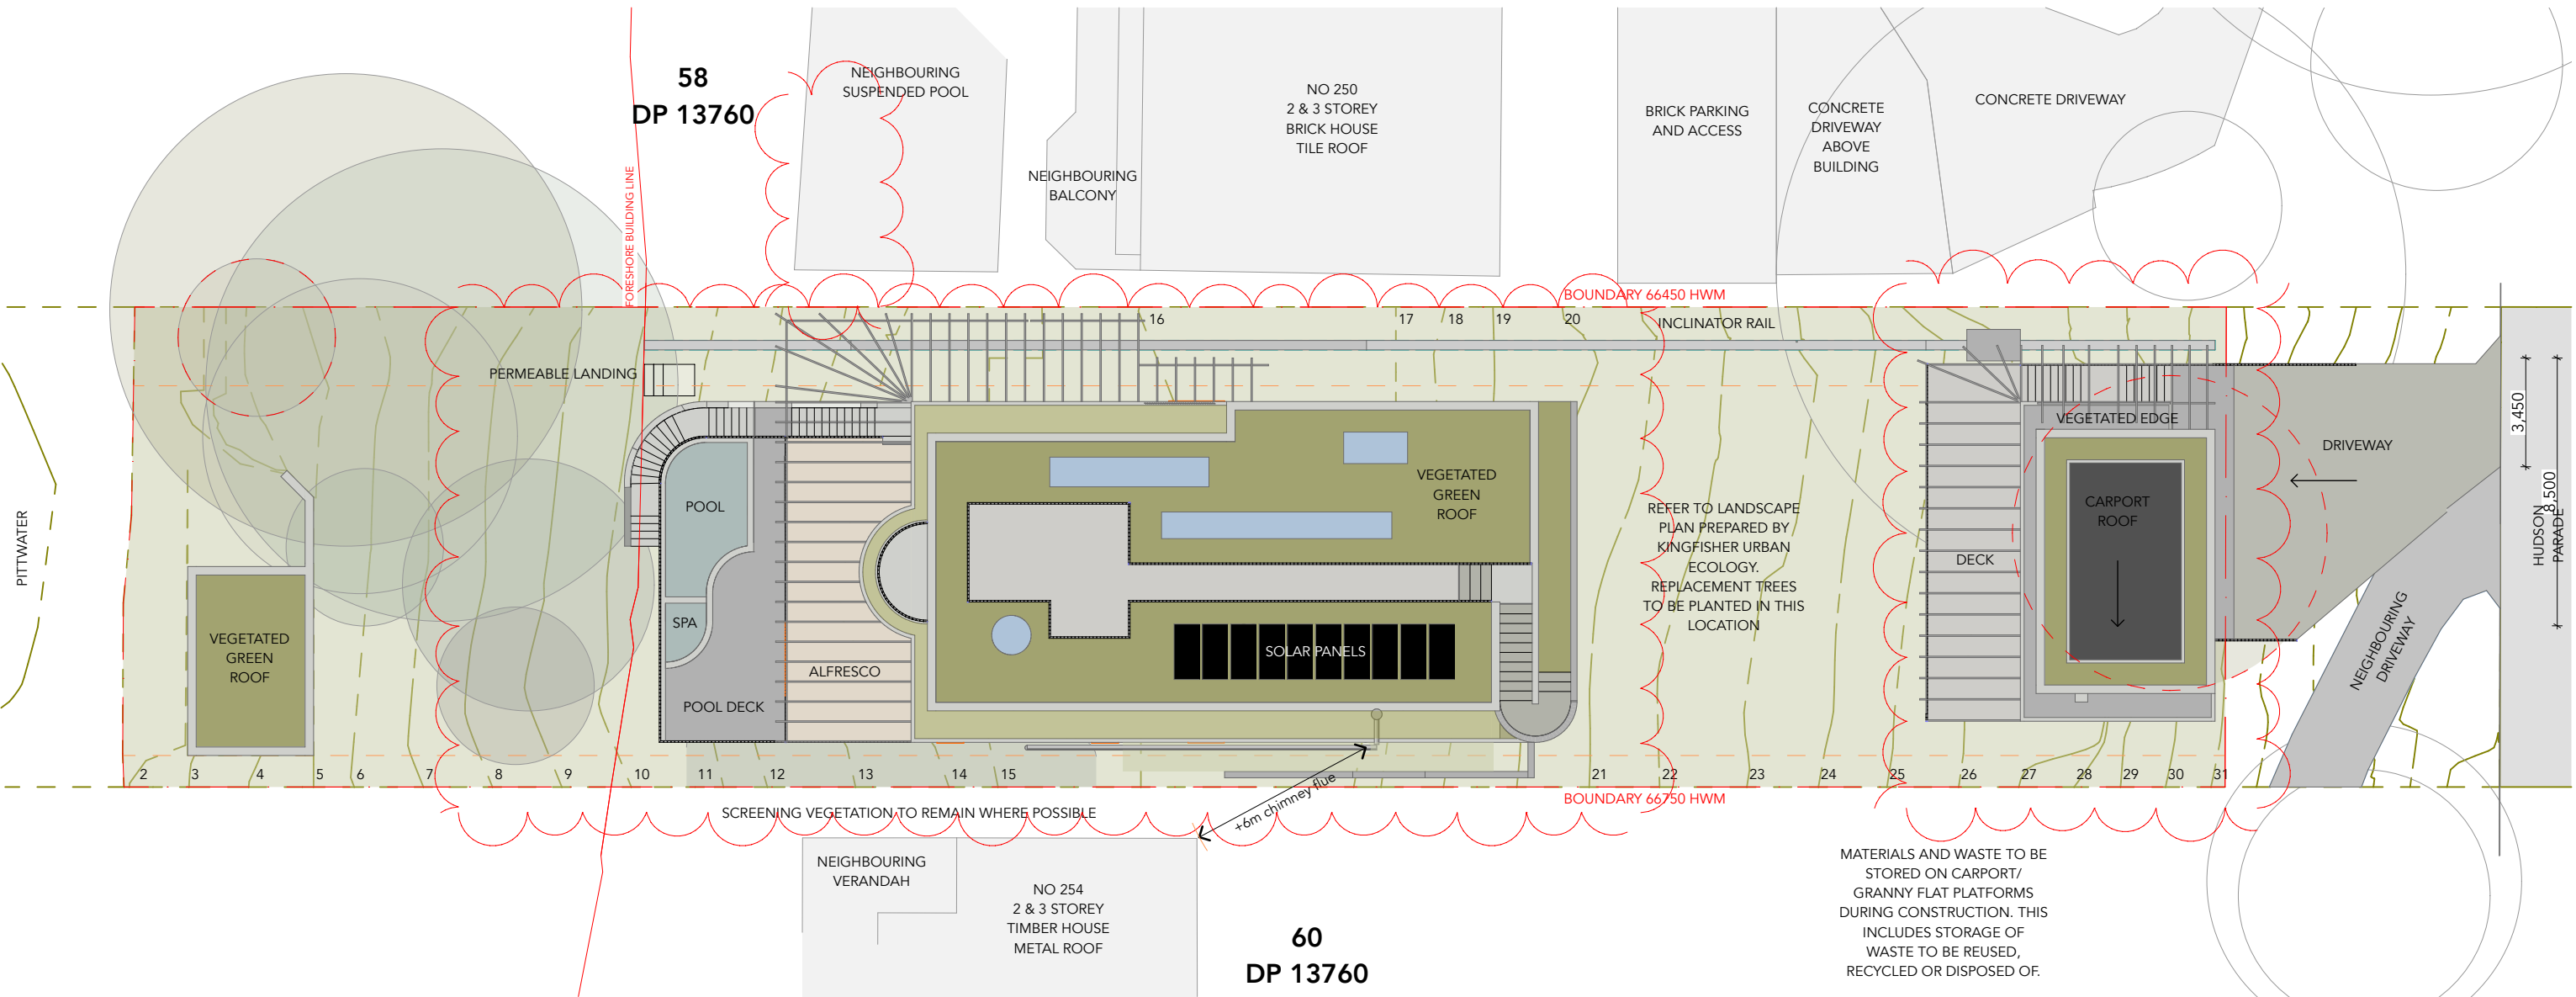 58
DP 13760
NEIGHBOURING
SUSPENDED POOL
NEIGHBOURING
BALCONY
NO 250
2 & 3 STOREY
BRICK HOUSE
TILE ROOF
BRICK PARKING
AND ACCESS
CONCRETE
DRIVEWAY
ABOVE
BUILDING
CONCRETE DRIVEWAY
FORESHORE BUILDING LINE
BOUNDARY 66450 HWM
16
17
18
19
20
INCLINATOR RAIL
PERMEABLE LANDING
PITTWATER
VEGETATED
GREEN
ROOF
POOL
SPA
POOL DECK
ALFRESCO
VEGETATED
GREEN
ROOF
SOLAR PANELS
REFER TO LANDSCAPE
PLAN PREPARED BY
KINGFISHER URBAN
ECOLOGY.
REPLACEMENT TREES
TO BE PLANTED IN THIS
LOCATION
DECK
VEGETATED EDGE
CARPORT
ROOF
DRIVEWAY
3,450
8,500
HUDSON
PARADE
NEIGHBOURING
DRIVEWAY
2
3
4
5
6
7
8
9
10
11
12
13
14
15
21
22
23
24
25
26
27
28
29
30
31
BOUNDARY 66750 HWM
SCREENING VEGETATION TO REMAIN WHERE POSSIBLE
+6m chimney flue
NEIGHBOURING
VERANDAH
NO 254
2 & 3 STOREY
TIMBER HOUSE
METAL ROOF
60
DP 13760
MATERIALS AND WASTE TO BE
STORED ON CARPORT/
GRANNY FLAT PLATFORMS
DURING CONSTRUCTION. THIS
INCLUDES STORAGE OF
WASTE TO BE REUSED,
RECYCLED OR DISPOSED OF.